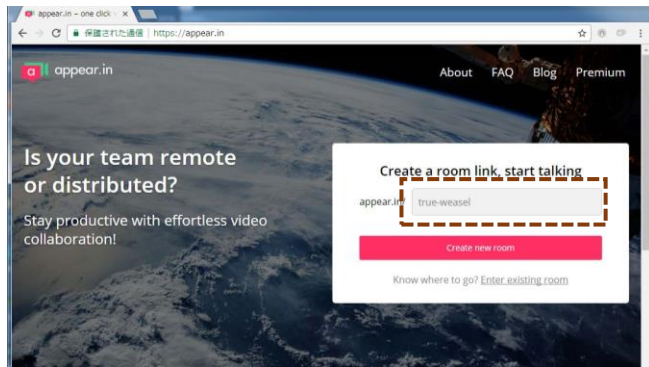 appear.in – one click
保護された通信 https://appear.in
appear.in
About FAQ Blog Premium
Is your team remote
or distributed?
Stay productive with effortless video
collaboration!
Create a room link, start talking
appear.in/ true-weasel
Create new room
Know where to go? Enter existing room